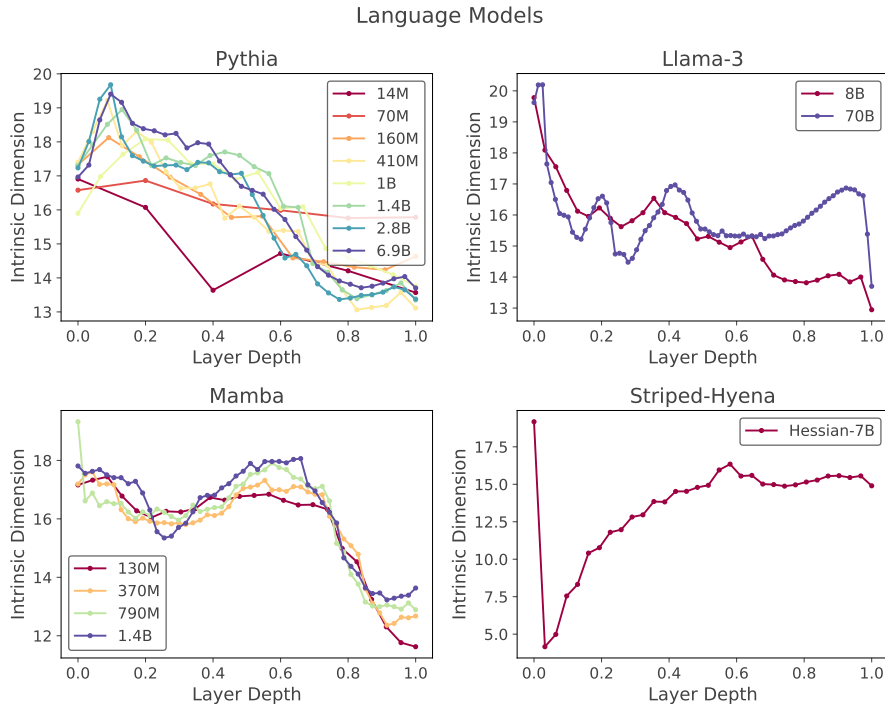 Language Models
Pythia
Intrinsic Dimension
20
19
18
17
16
15
14
13
14M
70M
160M
410M
1B
1.4B
2.8B
6.9B
0.0 0.2 0.4 0.6 0.8 1.0
Layer Depth
Llama-3
Intrinsic Dimension
20
19
18
17
16
15
14
13
8B
70B
0.0 0.2 0.4 0.6 0.8 1.0
Layer Depth
Mamba
Intrinsic Dimension
18
16
14
12
130M
370M
790M
1.4B
0.0 0.2 0.4 0.6 0.8 1.0
Layer Depth
Striped-Hyena
Intrinsic Dimension
17.5
15.0
12.5
10.0
7.5
5.0
Hessian-7B
0.0 0.2 0.4 0.6 0.8 1.0
Layer Depth